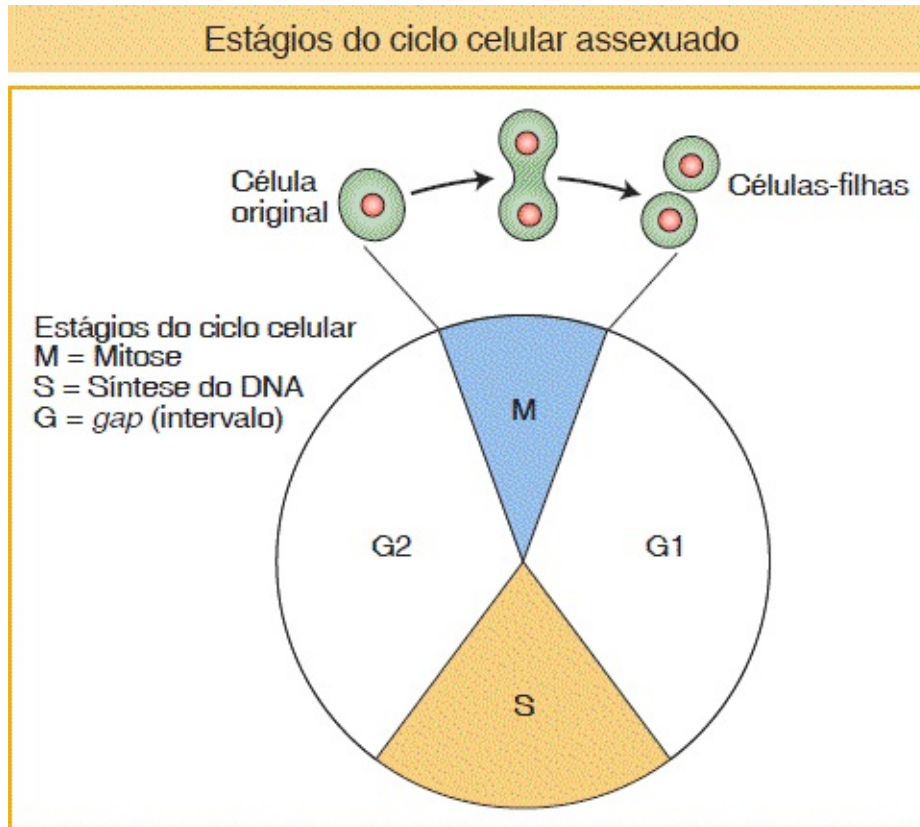 Estágios do ciclo celular assexuado
Célula
original
Células-filhas
Estágios do ciclo celular
M = Mitose
S = Síntese do DNA
G = gap (intervalo)
M
G2
G1
S